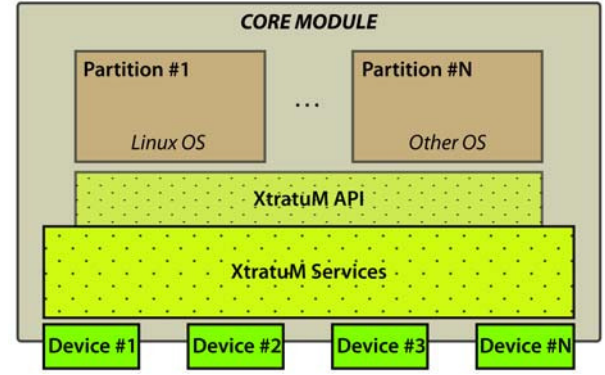 CORE MODULE
Partition #1
Partition #N
...
Linux OS
Other OS
XtratuM API
XtratuM Services
Device #1
Device #2
Device #3
Device #N